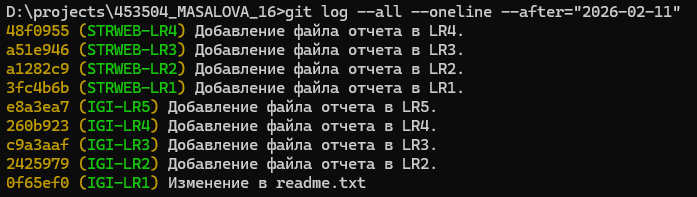 D:\projects\453504_MASALOVA_16>git log --all --oneline --after="2026-02-11"
48f0955 (STRWEB-LR4) Добавление файла отчета в LR4.
a51e946 (STRWEB-LR3) Добавление файла отчета в LR3.
a1282c9 (STRWEB-LR2) Добавление файла отчета в LR2.
3fc4b6b (STRWEB-LR1) Добавление файла отчета в LR1.
e8a3ea7 (IGI-LR5) Добавление файла отчета в LR5.
260b923 (IGI-LR4) Добавление файла отчета в LR4.
c9a3aaf (IGI-LR3) Добавление файла отчета в LR3.
2425979 (IGI-LR2) Добавление файла отчета в LR2.
0f65ef0 (IGI-LR1) Изменение в readme.txt